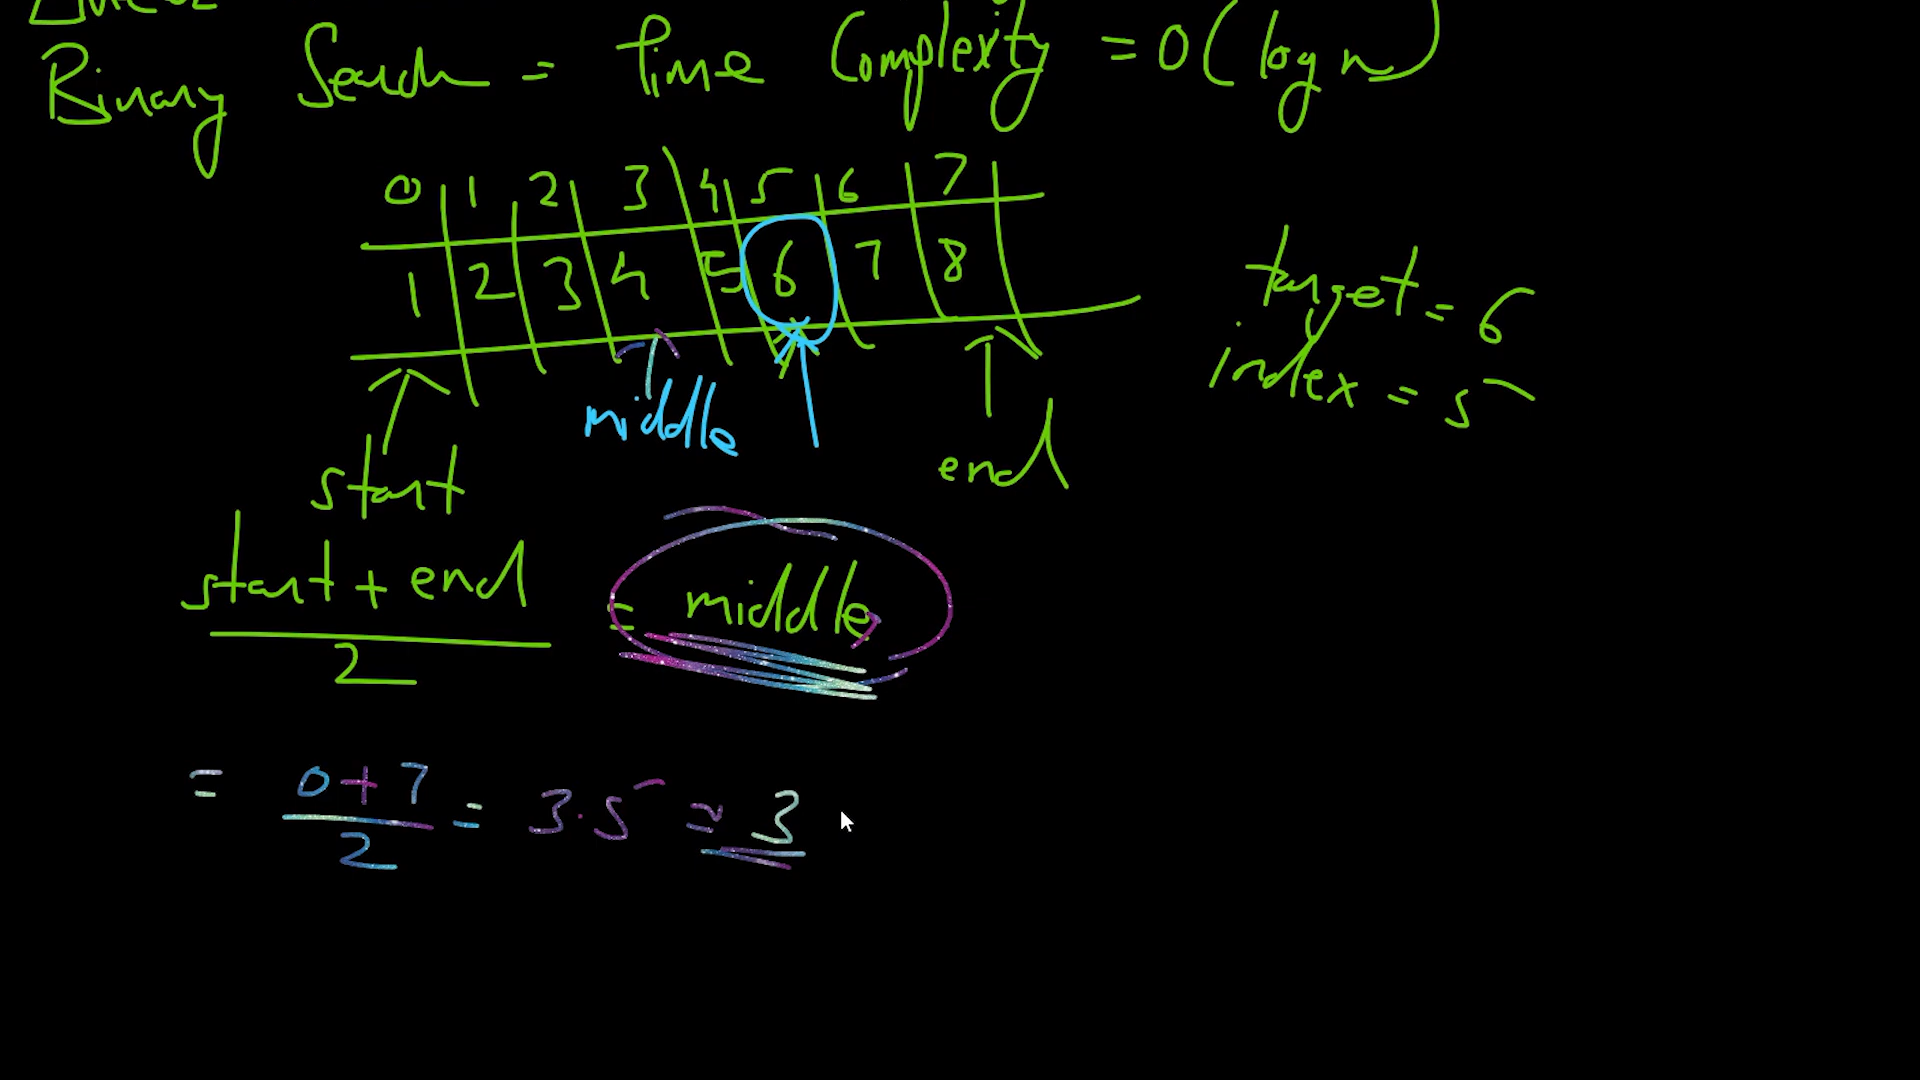 Binary Search = Time Complexity = O(log n)
0 1 2 3 4 5 6 7
1 2 3 4 5 6 7 8
target = 6
index = 5
start middle end
start + end
2
= middle
= 0+7
2
= 3.5 ≈ 3